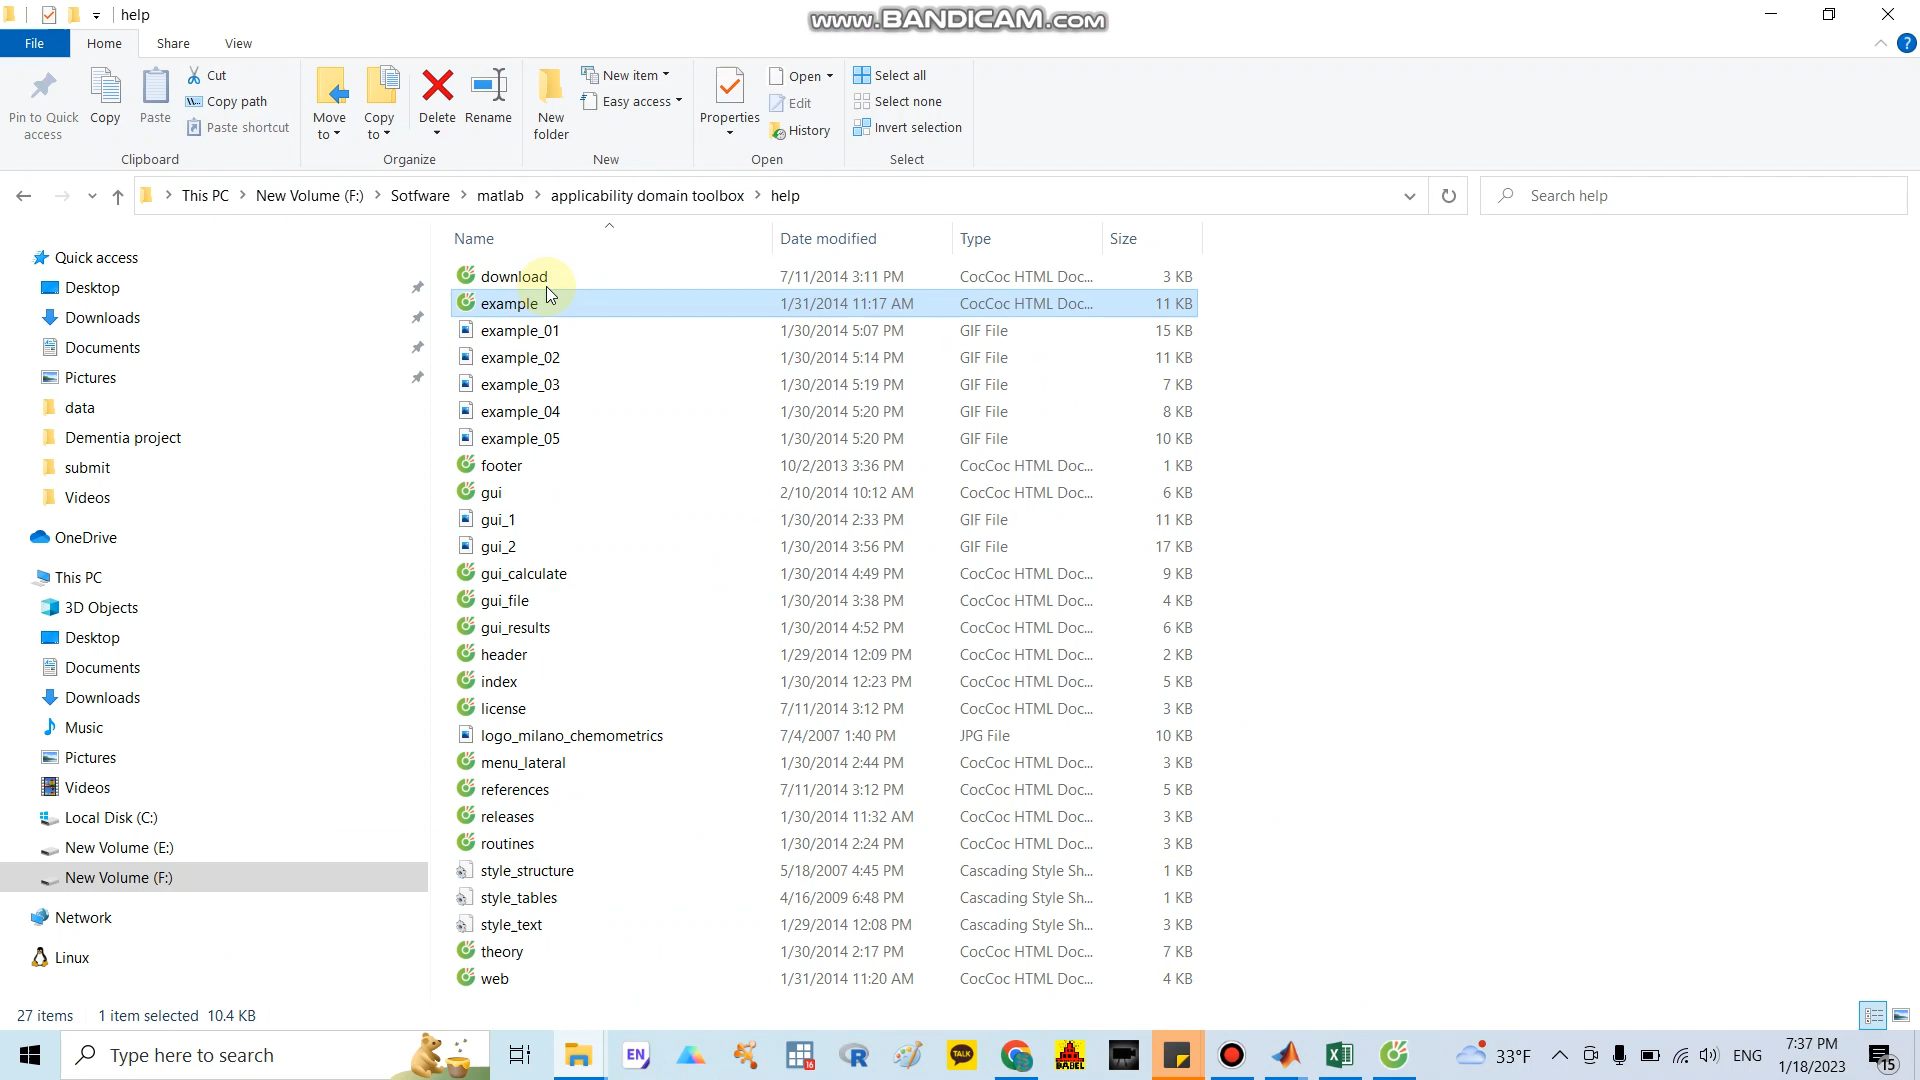 help
www.BANDICAM.com
File Home Share View
Pin to Quick access
Copy
Paste
Cut
Copy path
Paste shortcut
Clipboard
Move to
Copy to
Delete
Rename
Organize
New folder
New item
Easy access
New
Properties
Open
Edit
History
Open
Select all
Select none
Invert selection
Select
This PC > New Volume (F:) > Sotfware > matlab > applicability domain toolbox > help
Search help
Quick access
Desktop
Downloads
Documents
Pictures
data
Dementia project
submit
Videos
OneDrive
This PC
3D Objects
Desktop
Documents
Downloads
Music
Pictures
Videos
Local Disk (C:)
New Volume (E:)
New Volume (F:)
Network
Linux
Name Date modified Type Size
download 7/11/2014 3:11 PM CocCoc HTML Doc... 3 KB
example 1/31/2014 11:17 AM CocCoc HTML Doc... 11 KB
example_01 1/30/2014 5:07 PM GIF File 15 KB
example_02 1/30/2014 5:14 PM GIF File 11 KB
example_03 1/30/2014 5:19 PM GIF File 7 KB
example_04 1/30/2014 5:20 PM GIF File 8 KB
example_05 1/30/2014 5:20 PM GIF File 10 KB
footer 10/2/2013 3:36 PM CocCoc HTML Doc... 1 KB
gui 2/10/2014 10:12 AM CocCoc HTML Doc... 6 KB
gui_1 1/30/2014 2:33 PM GIF File 11 KB
gui_2 1/30/2014 3:56 PM GIF File 17 KB
gui_calculate 1/30/2014 4:49 PM CocCoc HTML Doc... 9 KB
gui_file 1/30/2014 3:38 PM CocCoc HTML Doc... 4 KB
gui_results 1/30/2014 4:52 PM CocCoc HTML Doc... 6 KB
header 1/29/2014 12:09 PM CocCoc HTML Doc... 2 KB
index 1/30/2014 12:23 PM CocCoc HTML Doc... 5 KB
license 7/11/2014 3:12 PM CocCoc HTML Doc... 3 KB
logo_milano_chemometrics 7/4/2007 1:40 PM JPG File 10 KB
menu_lateral 1/30/2014 2:44 PM CocCoc HTML Doc... 3 KB
references 7/11/2014 3:12 PM CocCoc HTML Doc... 5 KB
releases 1/30/2014 11:32 AM CocCoc HTML Doc... 3 KB
routines 1/30/2014 2:24 PM CocCoc HTML Doc... 3 KB
style_structure 5/18/2007 4:45 PM Cascading Style Sh... 1 KB
style_tables 4/16/2009 6:48 PM Cascading Style Sh... 1 KB
style_text 1/29/2014 12:08 PM Cascading Style Sh... 3 KB
theory 1/30/2014 2:17 PM CocCoc HTML Doc... 7 KB
web 1/31/2014 11:20 AM CocCoc HTML Doc... 4 KB
27 items 1 item selected 10.4 KB
Type here to search
EN
16
R
TALK
BABEL
33°F
ENG
7:37 PM
1/18/2023
15